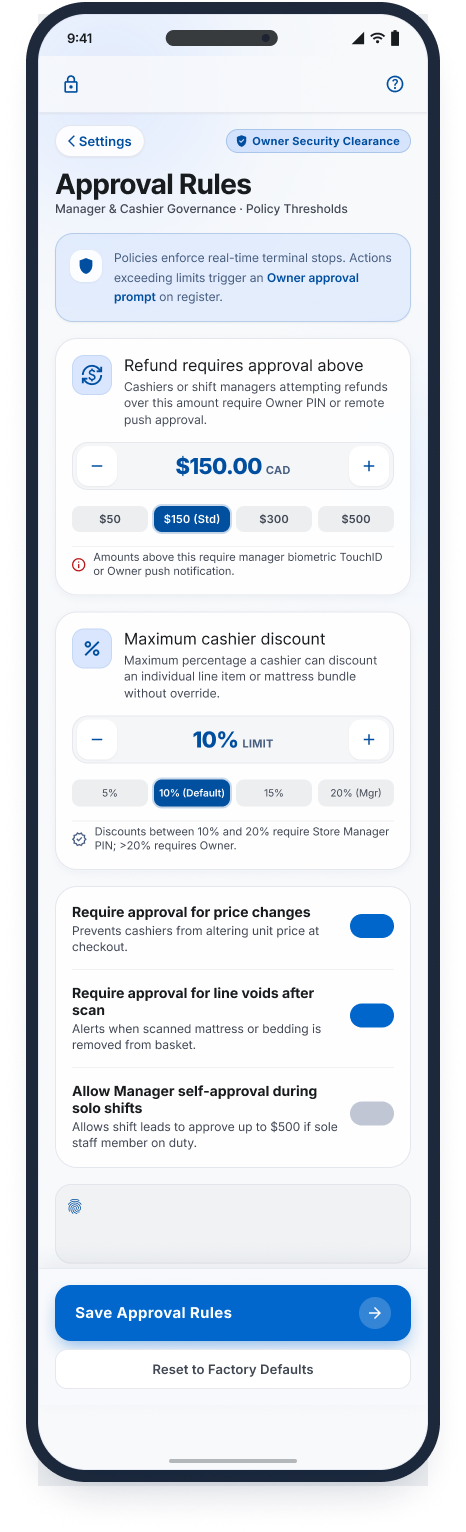 9:41
Settings
Owner Security Clearance
Approval Rules
Manager & Cashier Governance · Policy Thresholds
Policies enforce real-time terminal stops. Actions
exceeding limits trigger an Owner approval
prompt on register.
Refund requires approval above
Cashiers or shift managers attempting refunds
over this amount require Owner PIN or remote
push approval.
− $150.00 CAD +
$50 $150 (Std) $300 $500
Amounts above this require manager biometric TouchID
or Owner push notification.
Maximum cashier discount
Maximum percentage a cashier can discount
an individual line item or mattress bundle
without override.
− 10% LIMIT +
5% 10% (Default) 15% 20% (Mgr)
Discounts between 10% and 20% require Store Manager
PIN; >20% requires Owner.
Require approval for price changes
Prevents cashiers from altering unit price at
checkout.
Require approval for line voids after
scan
Alerts when scanned mattress or bedding is
removed from basket.
Allow Manager self-approval during
solo shifts
Allows shift leads to approve up to $500 if sole
staff member on duty.
Save Approval Rules
Reset to Factory Defaults